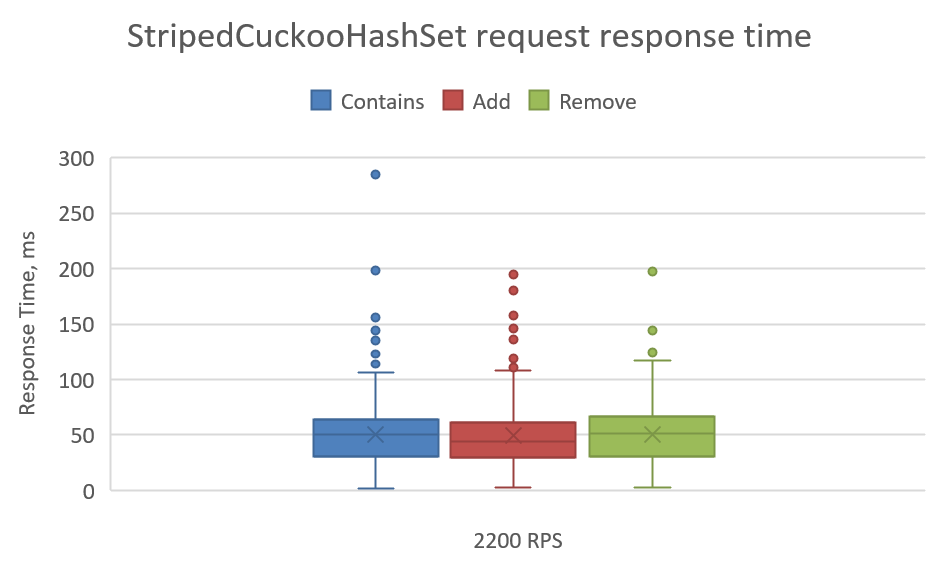 StripedCuckooHashSet request response time
Contains Add Remove
300
250
200
150
100
50
0
Response Time, ms
2200 RPS